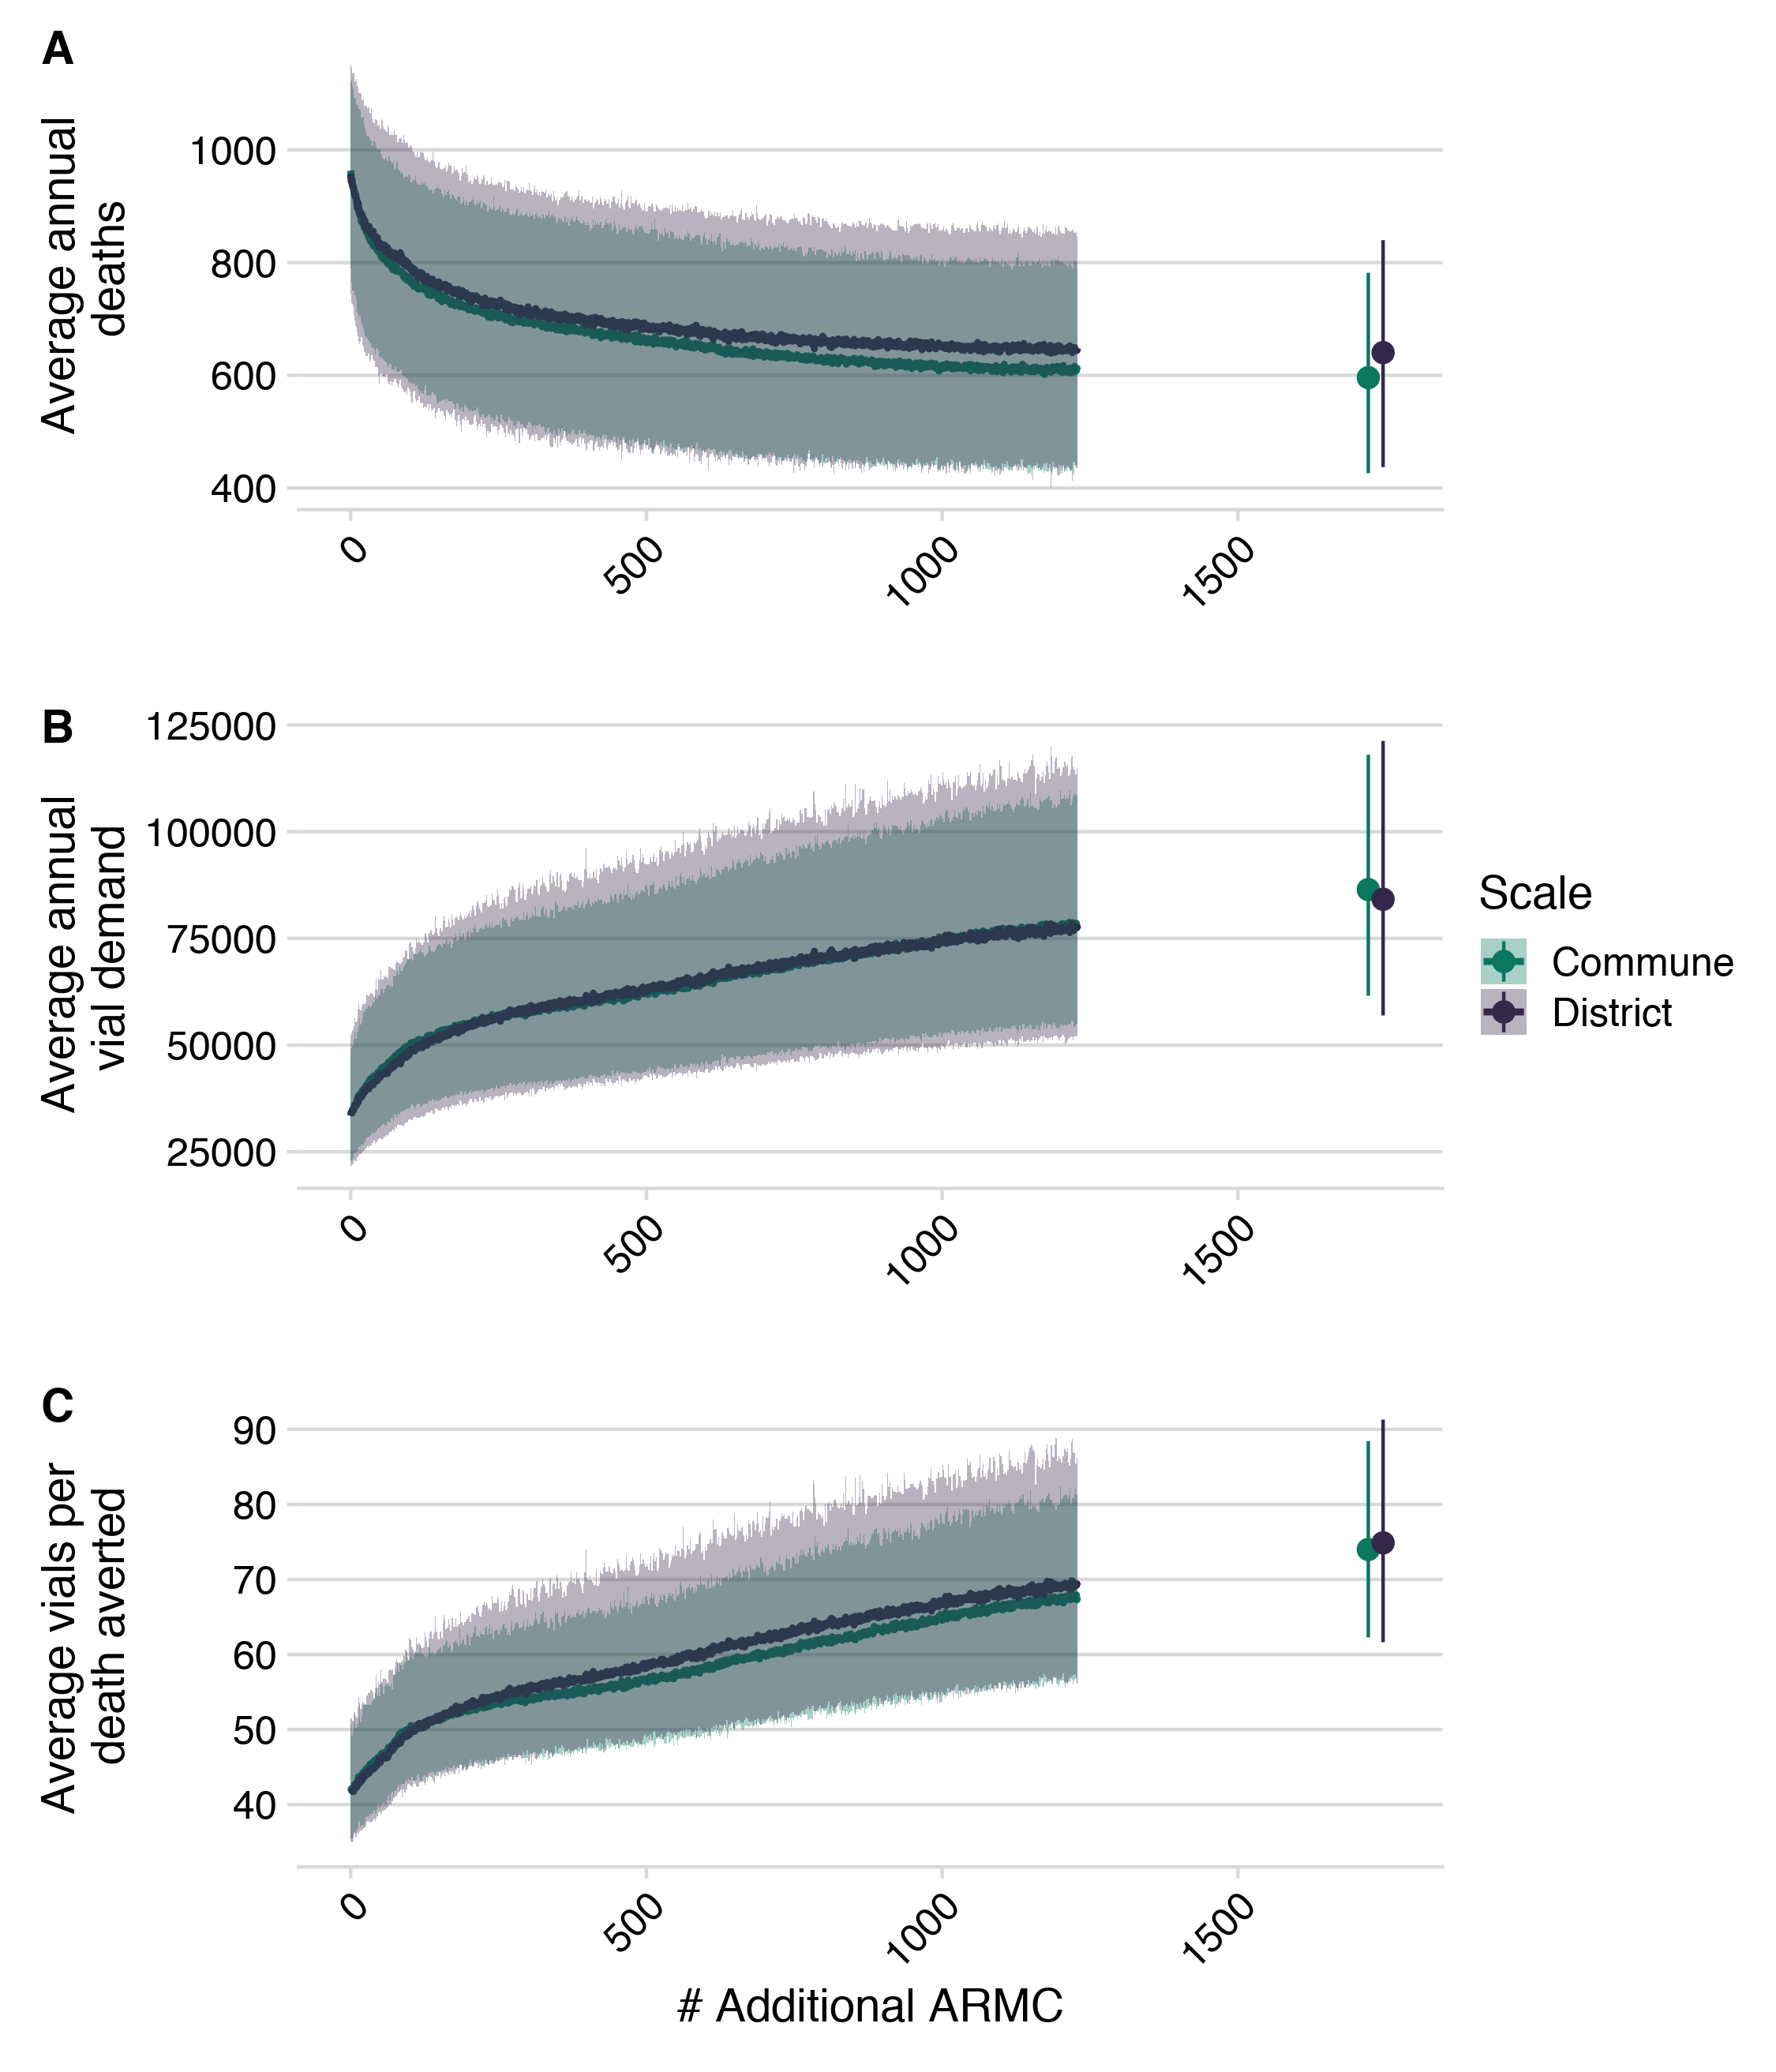 A
Average annual
deaths
1000
800
600
400
0
500
1000
1500
B
Average annual
vial demand
125000
100000
75000
50000
25000
0
500
1000
1500
Scale
Commune
District
C
Average vials per
death averted
90
80
70
60
50
40
0
500
1000
1500
# Additional ARMC